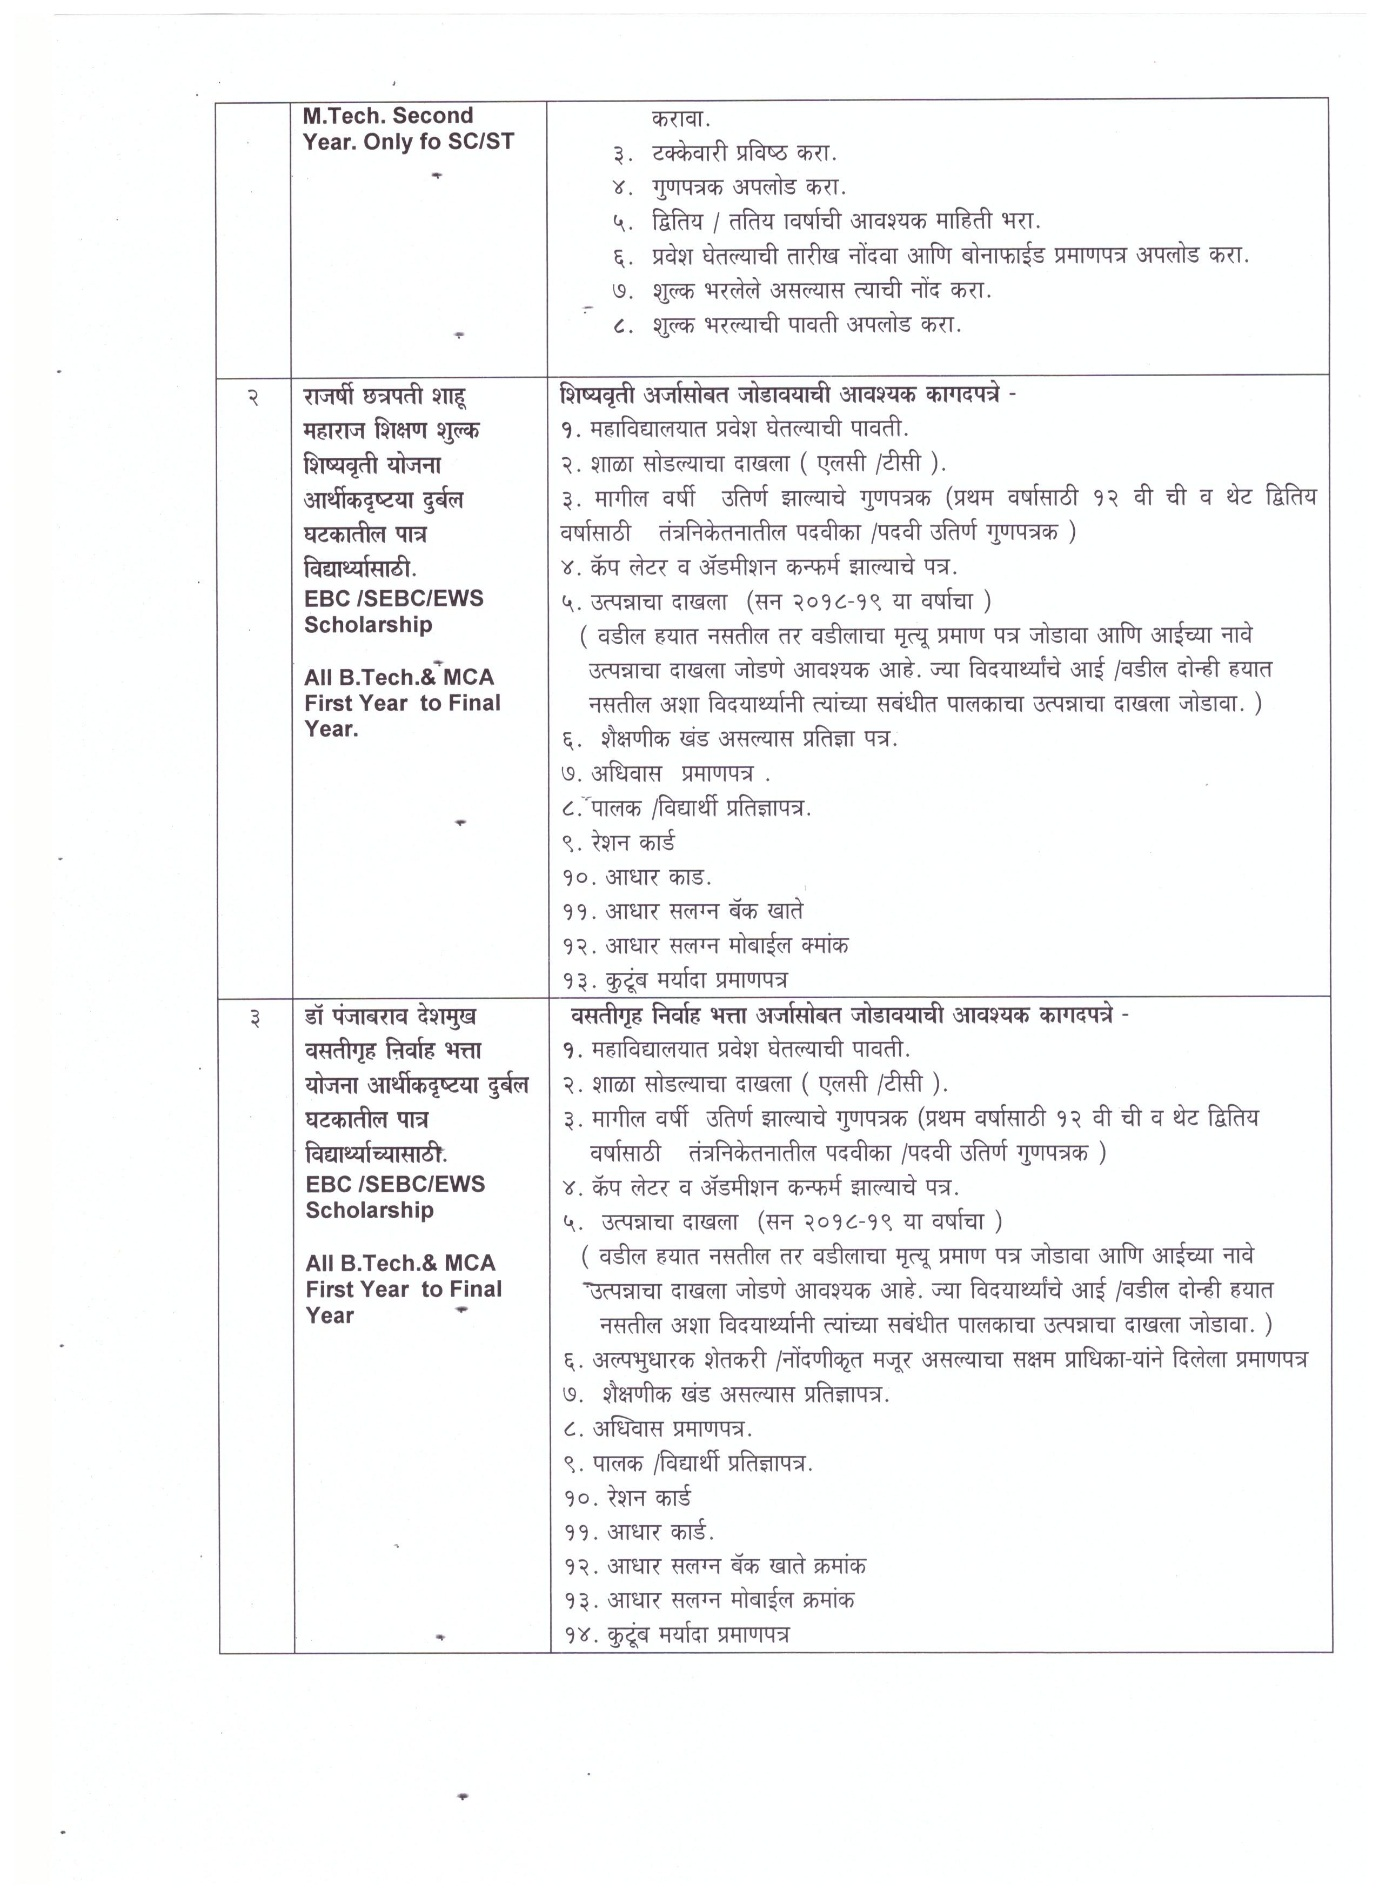 M.Tech. Second
Year. Only fo SC/ST
करावा.
३. टक्केवारी प्रविष्ठ करा.
४. गुणपत्रक अपलोड करा.
५. द्वितिय / ततिय ।वर्षाची आवश्यक माहिती भरा.
६. प्रवेश घेतल्याची तारीख नोंदवा आणि बोनाफाईड प्रमाणपत्र अपलोड करा.
७. शुल्क भरलेले असल्यास त्याची नोंद करा.
८. शुल्क भरल्याची पावती अपलोड करा.
२
राजर्षी छत्रपती शाहू
महाराज शिक्षण शुल्क
शिष्यवृती योजना
आर्थीकदृष्टया दुर्बल
घटकातील पात्र
विद्यार्थ्यासाठी.
EBC /SEBC/EWS
Scholarship
All B.Tech.& MCA
First Year to Final
Year.
शिष्यवृती अर्जासोबत जोडावयाची आवश्यक कागदपत्रे -
१. महाविद्यालयात प्रवेश घेतल्याची पावती.
२. शाळा सोडल्याचा दाखला ( एलसी /टीसी ).
३. मागील वर्षी उतिर्ण झाल्याचे गुणपत्रक (प्रथम वर्षासाठी १२ वी ची व थेट द्वितिय
वर्षासाठी तंत्रनिकेतनातील पदवीका /पदवी उतिर्ण गुणपत्रक )
४. कॅप लेटर व ॲडमीशन कन्फर्म झाल्याचे पत्र.
५. उत्पन्नाचा दाखला (सन २०१८-१९ या वर्षाचा )
( वडील हयात नसतील तर वडीलाचा मृत्यू प्रमाण पत्र जोडावा आणि आईच्या नावे
उत्पन्नाचा दाखला जोडणे आवश्यक आहे. ज्या विदयार्थ्यांचे आई /वडील दोन्ही हयात
नसतील अशा विदयार्थ्यानी त्यांच्या सबंधीत पालकाचा उत्पन्नाचा दाखला जोडावा. )
६. शैक्षणीक खंड असल्यास प्रतिज्ञा पत्र.
७. अधिवास प्रमाणपत्र .
८. पालक /विद्यार्थी प्रतिज्ञापत्र.
९. रेशन कार्ड
१०. आधार काड.
११. आधार सलग्न बॅक खाते
१२. आधार सलग्न मोबाईल क्मांक
१३. कुटूंब मर्यादा प्रमाणपत्र
३
डॉ पंजाबराव देशमुख
वसतीगृह निर्वाह भत्ता
योजना आर्थीकदृष्टया दुर्बल
घटकातील पात्र
विद्यार्थ्याच्यासाठी.
EBC /SEBC/EWS
Scholarship
All B.Tech.& MCA
First Year to Final
Year
वसतीगृह निर्वाह भत्ता अर्जासोबत जोडावयाची आवश्यक कागदपत्रे -
१. महाविद्यालयात प्रवेश घेतल्याची पावती.
२. शाळा सोडल्याचा दाखला ( एलसी /टीसी ).
३. मागील वर्षी उतिर्ण झाल्याचे गुणपत्रक (प्रथम वर्षासाठी १२ वी ची व थेट द्वितिय
वर्षासाठी तंत्रनिकेतनातील पदवीका /पदवी उतिर्ण गुणपत्रक )
४. कॅप लेटर व ॲडमीशन कन्फर्म झाल्याचे पत्र.
५. उत्पन्नाचा दाखला (सन २०१८-१९ या वर्षाचा )
( वडील हयात नसतील तर वडीलाचा मृत्यू प्रमाण पत्र जोडावा आणि आईच्या नावे
उत्पन्नाचा दाखला जोडणे आवश्यक आहे. ज्या विदयार्थ्यांचे आई /वडील दोन्ही हयात
नसतील अशा विदयार्थ्यानी त्यांच्या सबंधीत पालकाचा उत्पन्नाचा दाखला जोडावा. )
६. अल्पभुधारक शेतकरी /नोंदणीकृत मजूर असल्याचा सक्षम प्राधिका-यांने दिलेला प्रमाणपत्र
७. शैक्षणीक खंड असल्यास प्रतिज्ञापत्र.
८. अधिवास प्रमाणपत्र.
९. पालक /विद्यार्थी प्रतिज्ञापत्र.
१०. रेशन कार्ड
११. आधार कार्ड.
१२. आधार सलग्न बॅक खाते क्रमांक
१३. आधार सलग्न मोबाईल क्रमांक
१४. कुटूंब मर्यादा प्रमाणपत्र